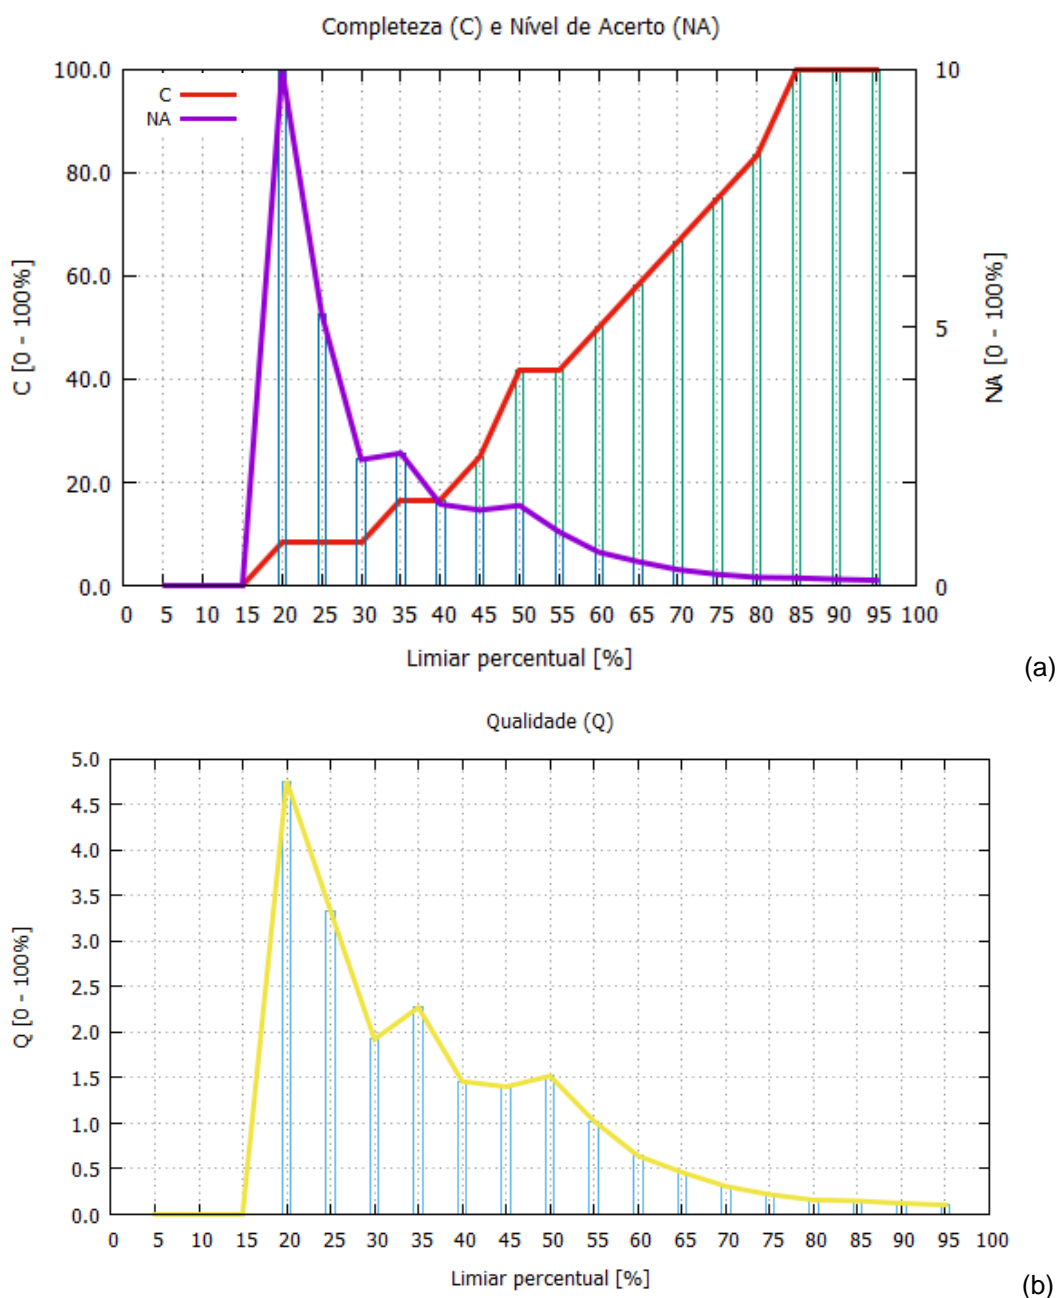 Completeza (C) e Nível de Acerto (NA)
100.0
80.0
60.0
40.0
20.0
0.0
C [0 - 100%]
C
NA
10
5
0
NA [0 - 100%]
0 5 10 15 20 25 30 35 40 45 50 55 60 65 70 75 80 85 90 95 100
Limiar percentual [%]
(a)
Qualidade (Q)
5.0
4.5
4.0
3.5
3.0
2.5
2.0
1.5
1.0
0.5
0.0
Q [0 - 100%]
0 5 10 15 20 25 30 35 40 45 50 55 60 65 70 75 80 85 90 95 100
Limiar percentual [%]
(b)